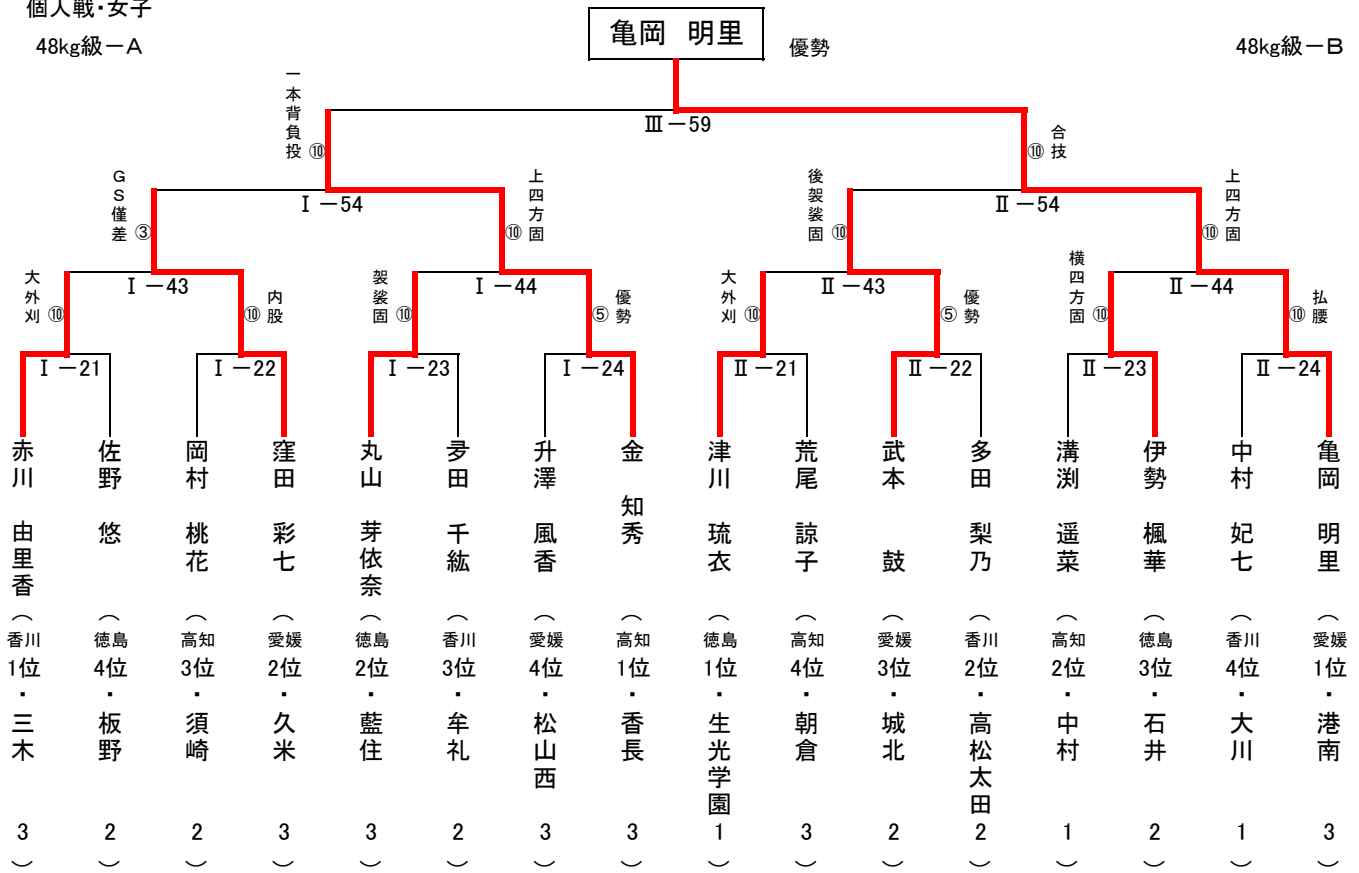 個人戦・女子
48kg級－A
亀岡 明里
優勢
48kg級－B
Ⅲ－59
一本背負投 ⑩
⑩ 合技
Ⅰ－54
Ⅱ－54
GS僅差 ③
⑩ 上四方固
後袈裟固 ⑩
⑩ 上四方固
Ⅰ－43
Ⅰ－44
Ⅱ－43
Ⅱ－44
大外刈 ⑩
⑩ 内股
袈裟固 ⑩
⑤ 優勢
大外刈 ⑩
⑤ 優勢
横四方固 ⑩
⑩ 払腰
Ⅰ－21
Ⅰ－22
Ⅰ－23
Ⅰ－24
Ⅱ－21
Ⅱ－22
Ⅱ－23
Ⅱ－24
赤川 由里香（香川1位・三木 3）
佐野 悠（徳島4位・板野 2）
岡村 桃花（高知3位・須崎 2）
窪田 彩七（愛媛2位・久米 3）
丸山 芽依奈（徳島2位・藍住 3）
夛田 千紘（香川3位・牟礼 2）
升澤 風香（愛媛4位・松山西 3）
金 知秀（高知1位・香長 3）
津川 琉衣（徳島1位・生光学園 1）
荒尾 諒子（高知4位・朝倉 3）
武本 鼓（愛媛3位・城北 2）
多田 梨乃（香川2位・高松太田 2）
溝渕 遥菜（高知2位・中村 1）
伊勢 楓華（徳島3位・石井 2）
中村 妃七（香川4位・大川 1）
亀岡 明里（愛媛1位・港南 3）